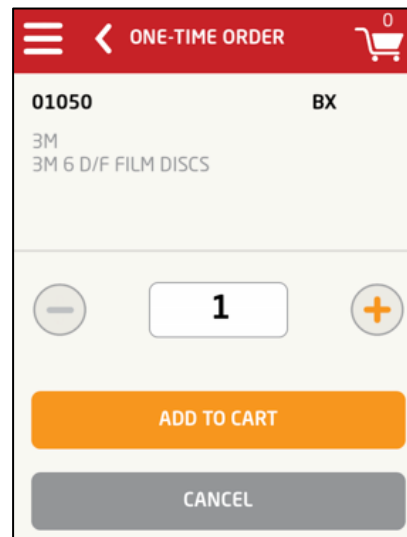 ONE-TIME ORDER
0
01050 BX
3M
3M 6 D/F FILM DISCS
1
ADD TO CART
CANCEL